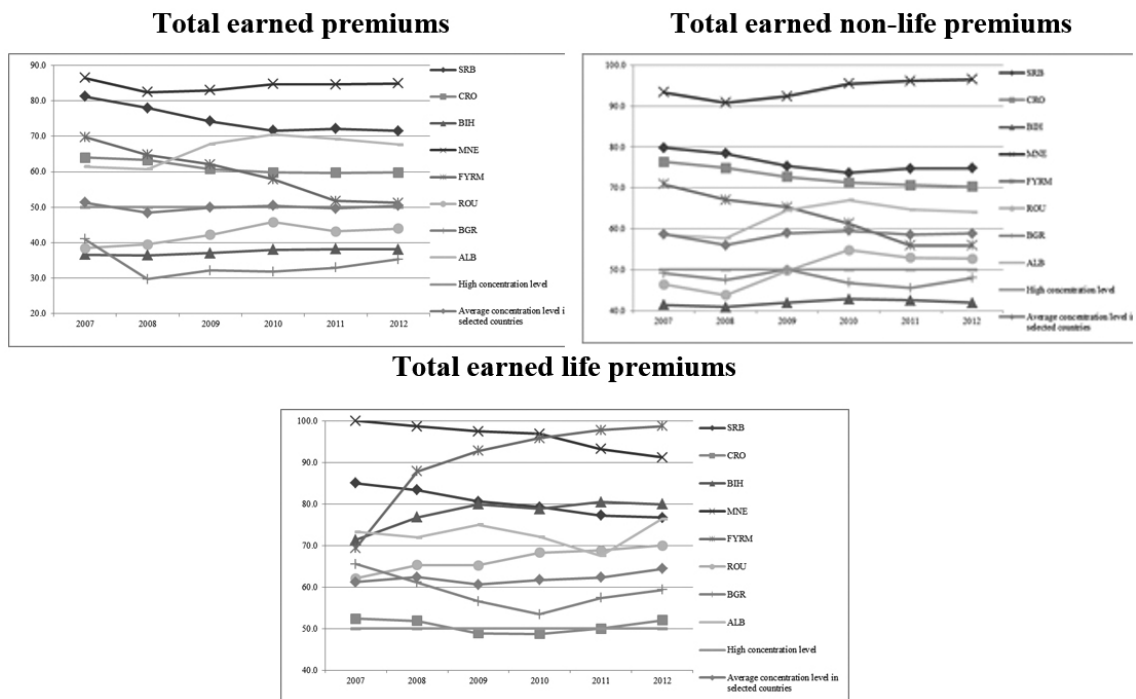 Total earned premiums
90.0
80.0
70.0
60.0
50.0
40.0
30.0
20.0
2007 2008 2009 2010 2011 2012
SRB
CRO
BIH
MNE
FYRM
ROU
BGR
ALB
High concentration level
Average concentration level in
selected countries
Total earned non-life premiums
100.0
90.0
80.0
70.0
60.0
50.0
40.0
2007 2008 2009 2010 2011 2012
SRB
CRO
BIH
MNE
FYRM
ROU
BGR
ALB
High concentration level
Average concentration level in
selected countries
Total earned life premiums
100.0
90.0
80.0
70.0
60.0
50.0
40.0
2007 2008 2009 2010 2011 2012
SRB
CRO
BIH
MNE
FYRM
ROU
BGR
ALB
High concentration level
Average concentration level in
selected countries